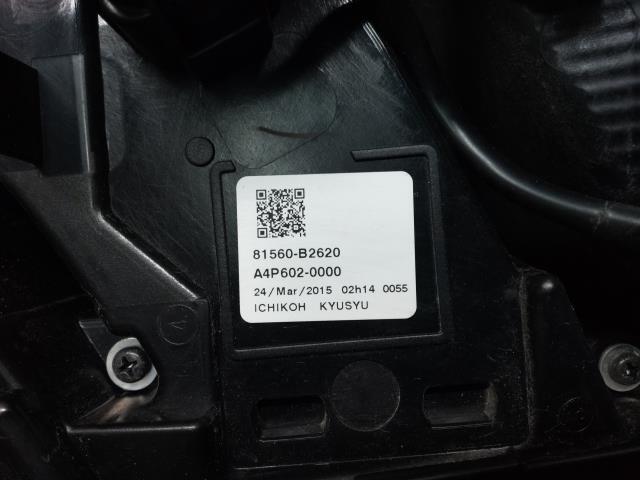 81560-B2620
A4P602-0000
24/Mar/2015 02h14 0055
ICHIKOH KYUSYU